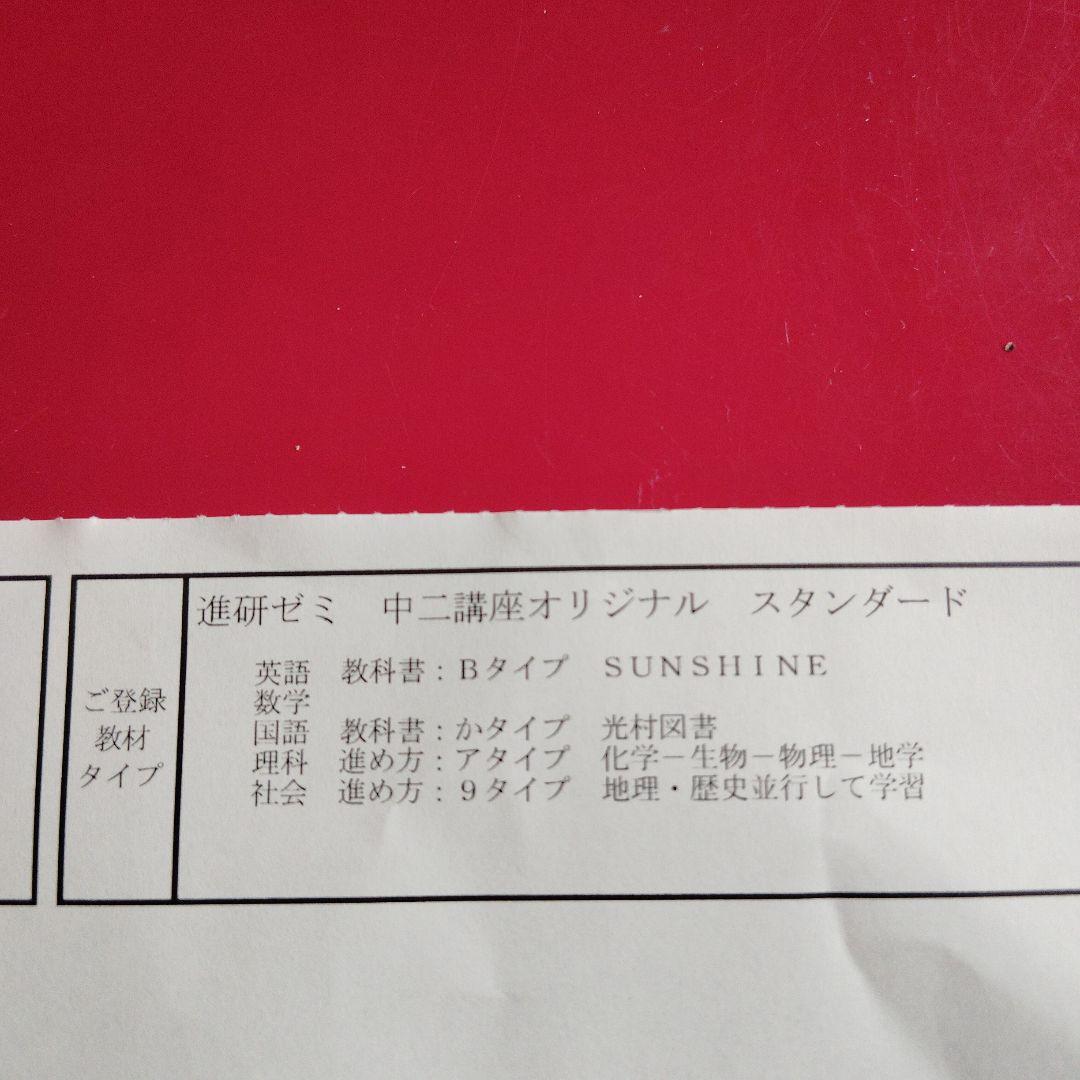 ご登録
教材
タイプ
進研ゼミ　中二講座オリジナル　スタンダード
英語　教科書：Ｂタイプ　ＳＵＮＳＨＩＮＥ
数学
国語　教科書：かタイプ　光村図書
理科　進め方：アタイプ　化学－生物－物理－地学
社会　進め方：９タイプ　地理・歴史並行して学習